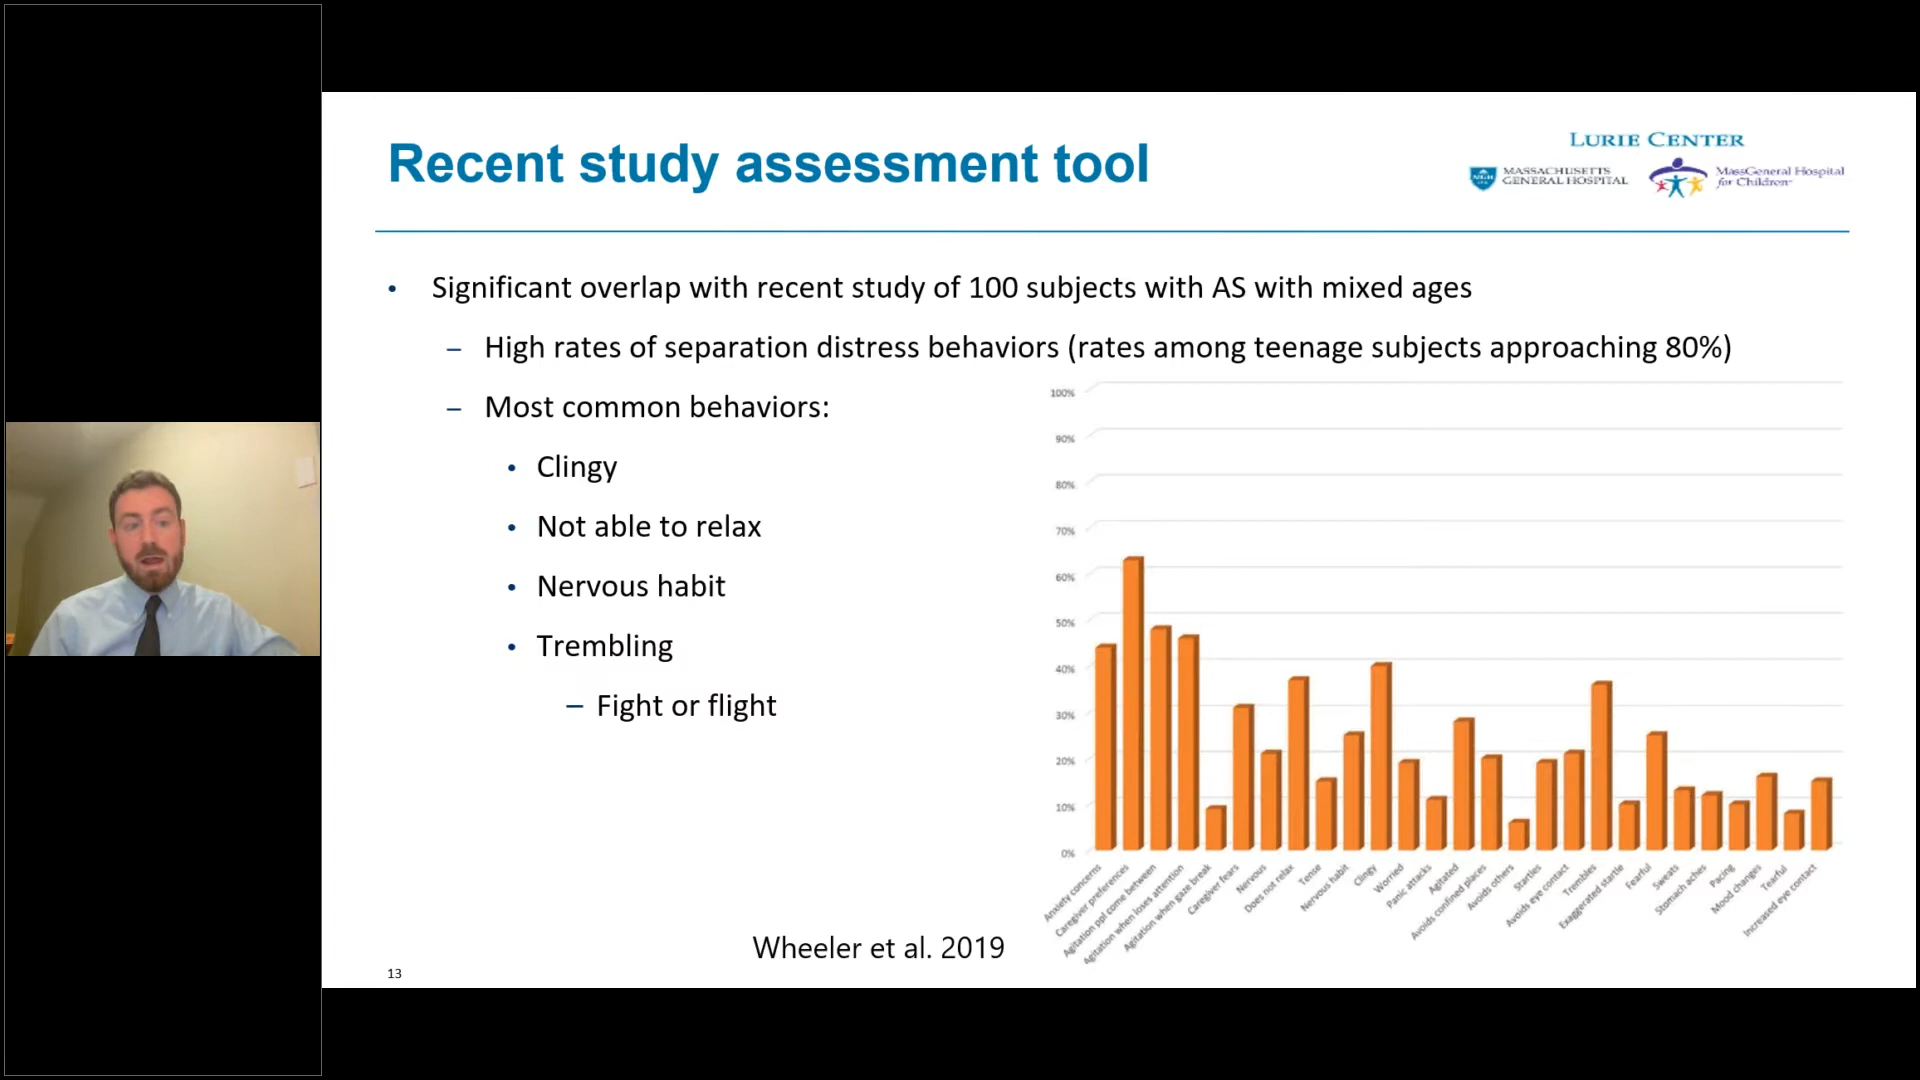 Recent study assessment tool
LURIE CENTER
MASSACHUSETTS
GENERAL HOSPITAL
MassGeneral Hospital
for Children
• Significant overlap with recent study of 100 subjects with AS with mixed ages
– High rates of separation distress behaviors (rates among teenage subjects approaching 80%)
– Most common behaviors:
• Clingy
• Not able to relax
• Nervous habit
• Trembling
– Fight or flight
100%
90%
80%
70%
60%
50%
40%
30%
20%
10%
0%
Anxiety concerns
Caregiver preferences
Agitation ppl come between
Agitation when loses attention
Agitation when gaze break
Caregiver fears
Nervous
Does not relax
Tense
Nervous habit
Clingy
Worried
Panic attacks
Agitated
Avoids confined places
Avoids others
Startles
Avoids eye contact
Trembles
Exaggerated startle
Fearful
Sweats
Stomach aches
Pacing
Mood changes
Tearful
Increased eye contact
Wheeler et al. 2019
13